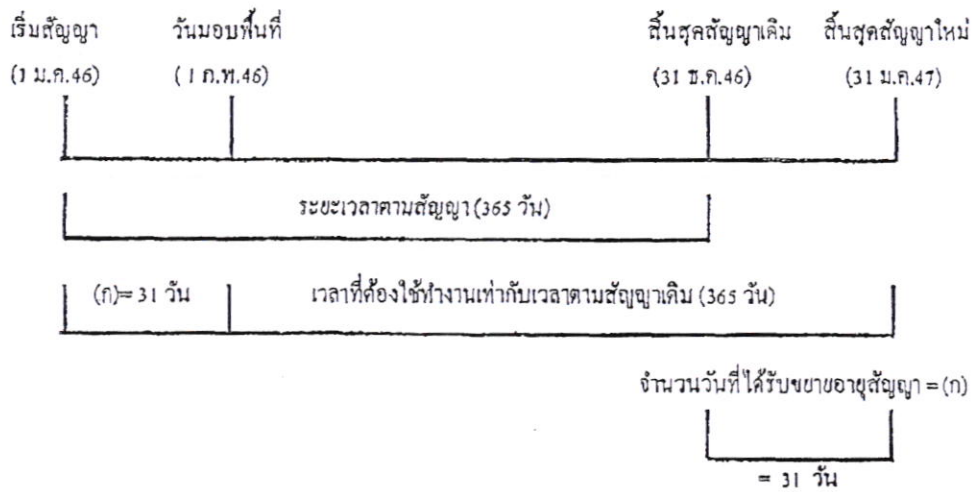 เริ่มสัญญา วันมอบพื้นที่ สิ้นสุดสัญญาเดิม สิ้นสุดสัญญาใหม่
(1 ม.ค.46) (1 ก.พ.46) (31 ธ.ค.46) (31 ม.ค.47)
ระยะเวลาตามสัญญา (365 วัน)
(ก)= 31 วัน เวลาที่ต้องใช้ทำงานเท่ากับเวลาตามสัญญาเดิม (365 วัน)
จำนวนวันที่ได้รับขยายอายุสัญญา = (ก)
= 31 วัน